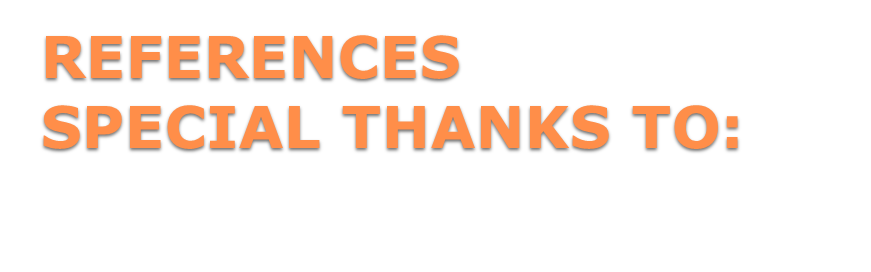 REFERENCES
SPECIAL THANKS TO: